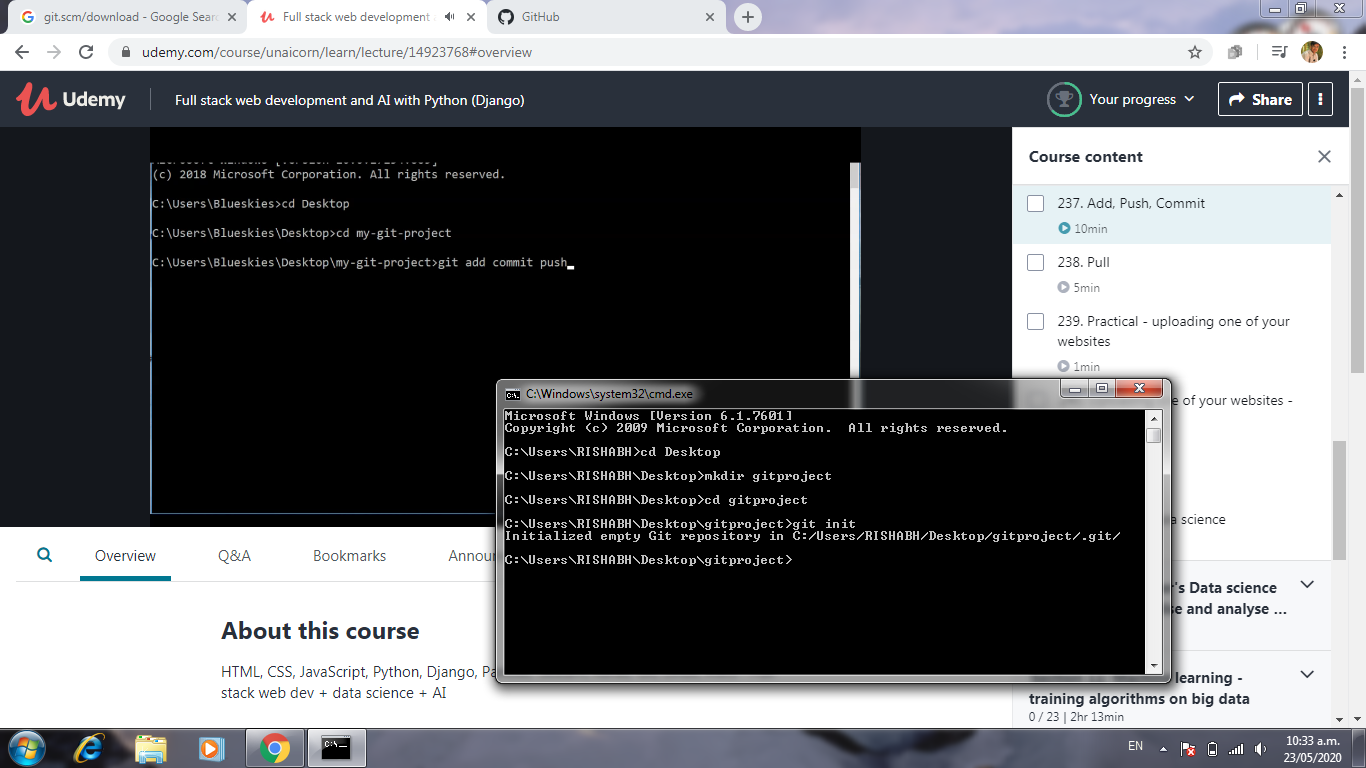 git.scm/download - Google Sear
Full stack web development
GitHub
udemy.com/course/unaicorn/learn/lecture/14923768#overview
Udemy
Full stack web development and AI with Python (Django)
Your progress
Share
(c) 2018 Microsoft Corporation. All rights reserved.
C:\Users\Blueskies>cd Desktop
C:\Users\Blueskies\Desktop>cd my-git-project
C:\Users\Blueskies\Desktop\my-git-project>git add commit push
Course content
237. Add, Push, Commit
10min
238. Pull
5min
239. Practical - uploading one of your
websites
1min
e of your websites -
a science
's Data science
se and analyse ...
learning -
training algorithms on big data
0 / 23 | 2hr 13min
C:\Windows\system32\cmd.exe
Microsoft Windows [Version 6.1.7601]
Copyright (c) 2009 Microsoft Corporation.  All rights reserved.
C:\Users\RISHABH>cd Desktop
C:\Users\RISHABH\Desktop>mkdir gitproject
C:\Users\RISHABH\Desktop>cd gitproject
C:\Users\RISHABH\Desktop\gitproject>git init
Initialized empty Git repository in C:/Users/RISHABH/Desktop/gitproject/.git/
C:\Users\RISHABH\Desktop\gitproject>
Overview
Q&A
Bookmarks
Announ
About this course
HTML, CSS, JavaScript, Python, Django, Pa
stack web dev + data science + AI
EN
10:33 a.m.
23/05/2020